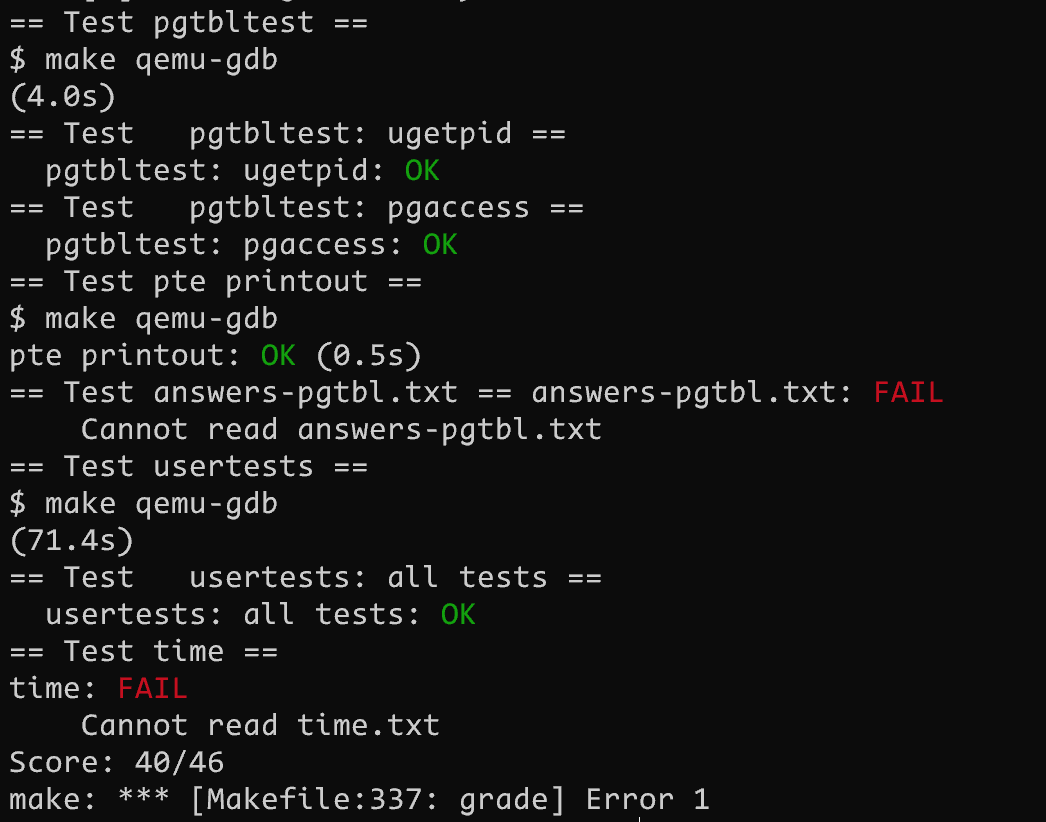 == Test pgtbltest ==
$ make qemu-gdb
(4.0s)
== Test   pgtbltest: ugetpid ==
  pgtbltest: ugetpid: OK
== Test   pgtbltest: pgaccess ==
  pgtbltest: pgaccess: OK
== Test pte printout ==
$ make qemu-gdb
pte printout: OK (0.5s)
== Test answers-pgtbl.txt == answers-pgtbl.txt: FAIL
    Cannot read answers-pgtbl.txt
== Test usertests ==
$ make qemu-gdb
(71.4s)
== Test   usertests: all tests ==
  usertests: all tests: OK
== Test time ==
time: FAIL
    Cannot read time.txt
Score: 40/46
make: *** [Makefile:337: grade] Error 1